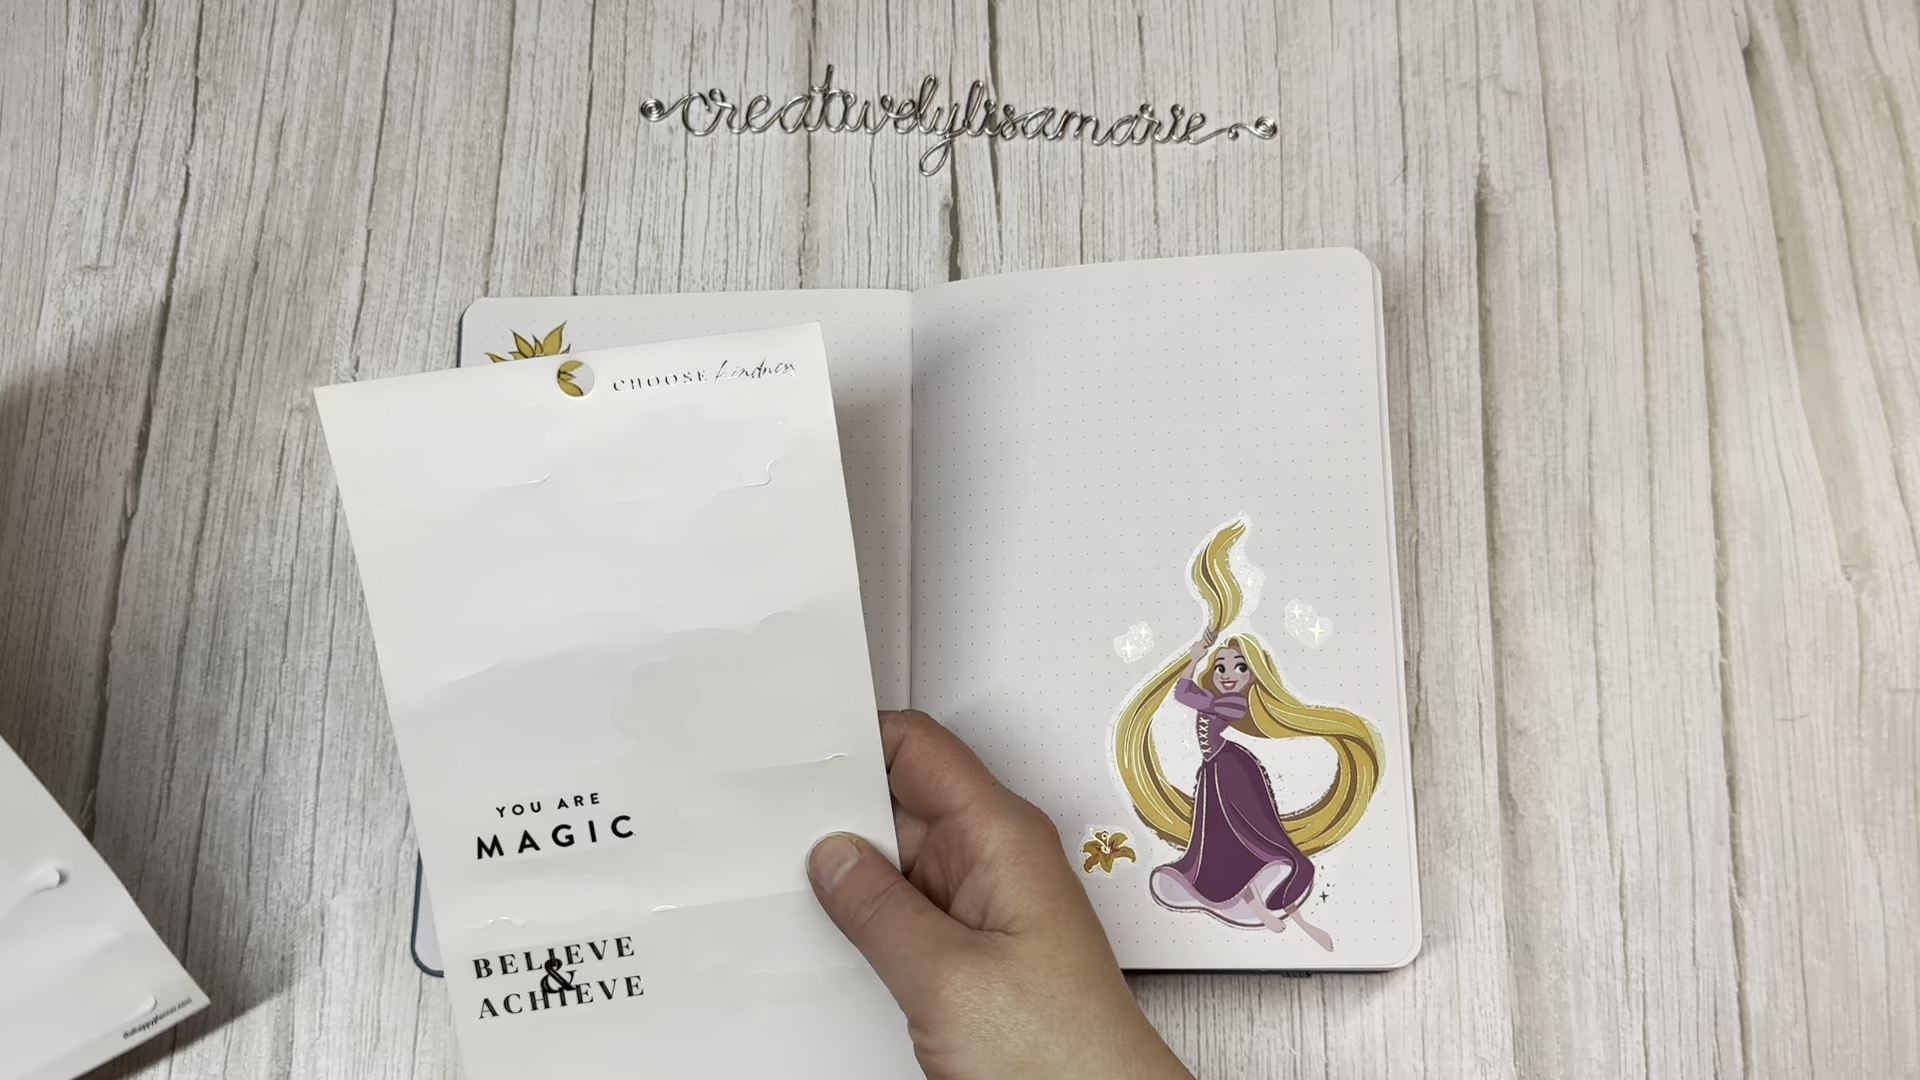 creativelylisamarie
CHOOSE kindness
YOU ARE
MAGIC
BELIEVE
&
ACHIEVE